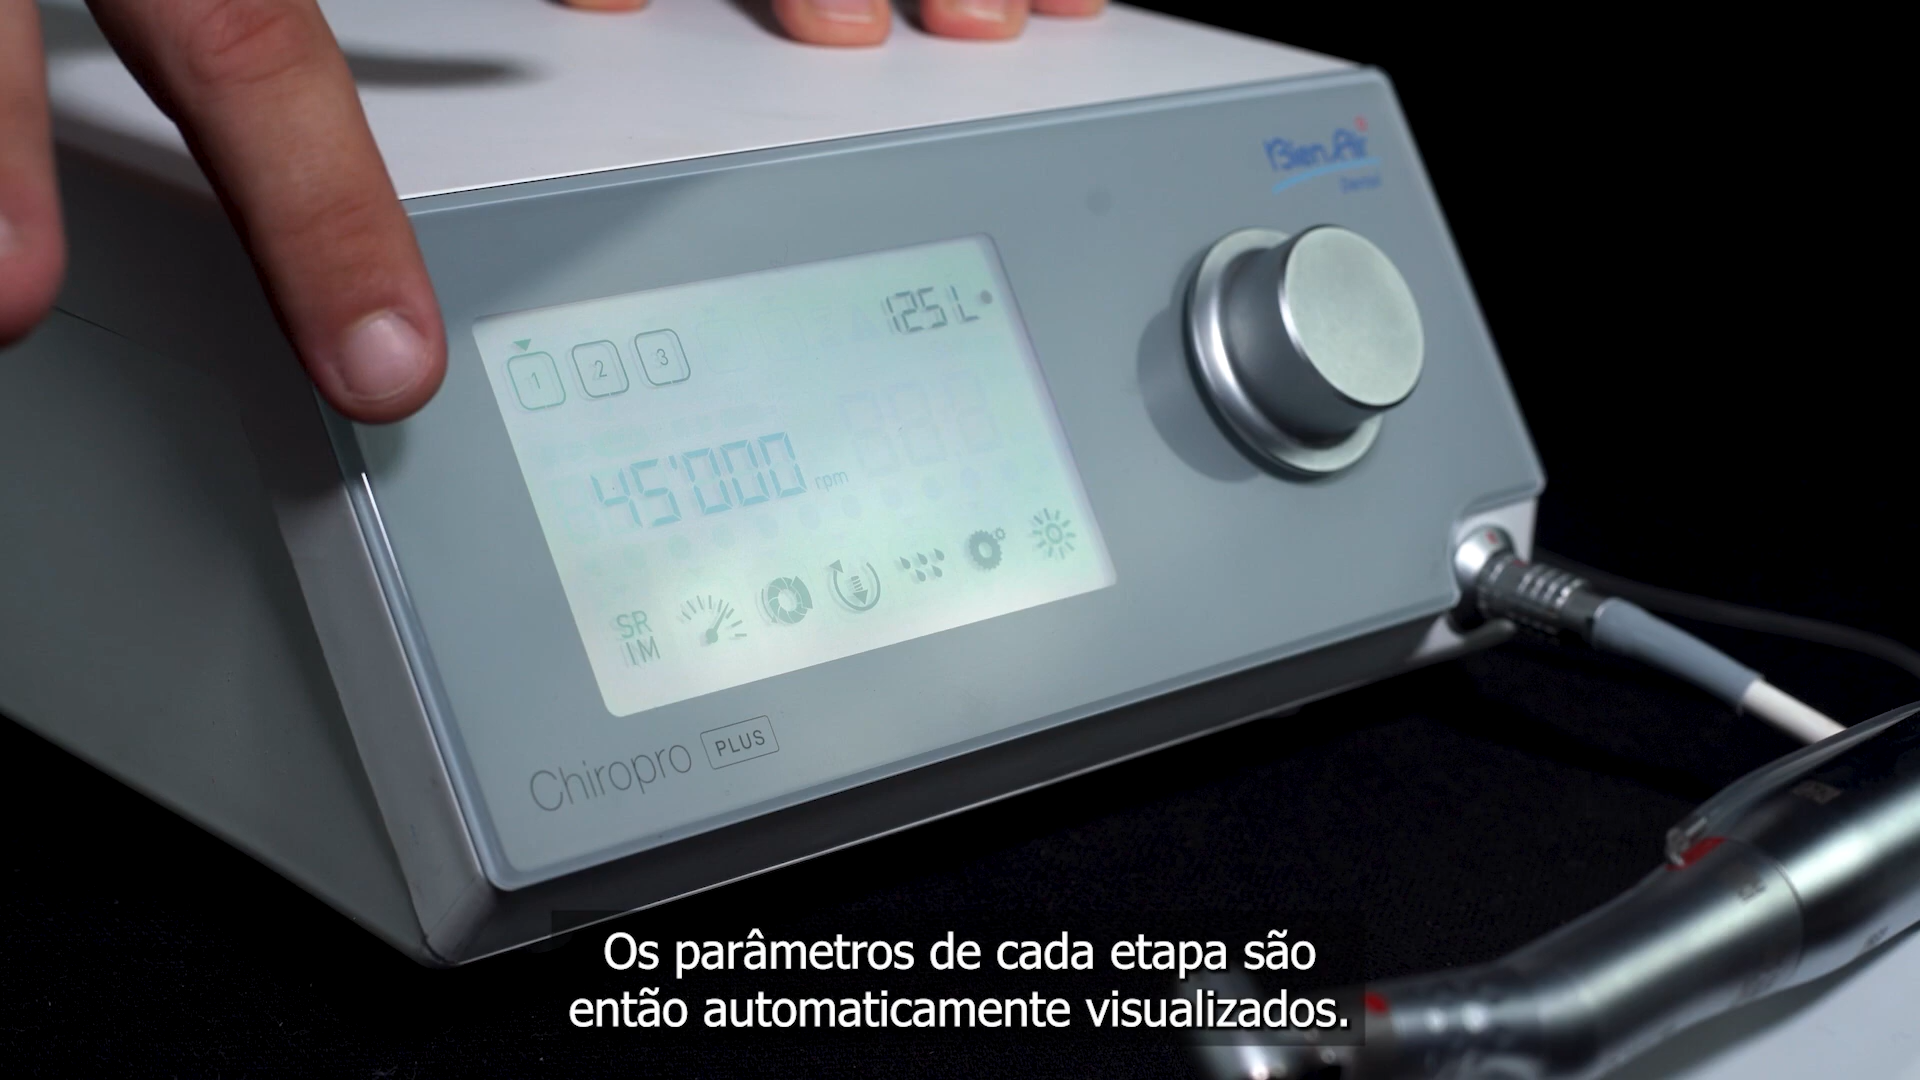 Bien Air
Dental
125L
1 2 3
45'000 rpm
SR
IM
Chiropro PLUS
Os parâmetros de cada etapa são
então automaticamente visualizados.